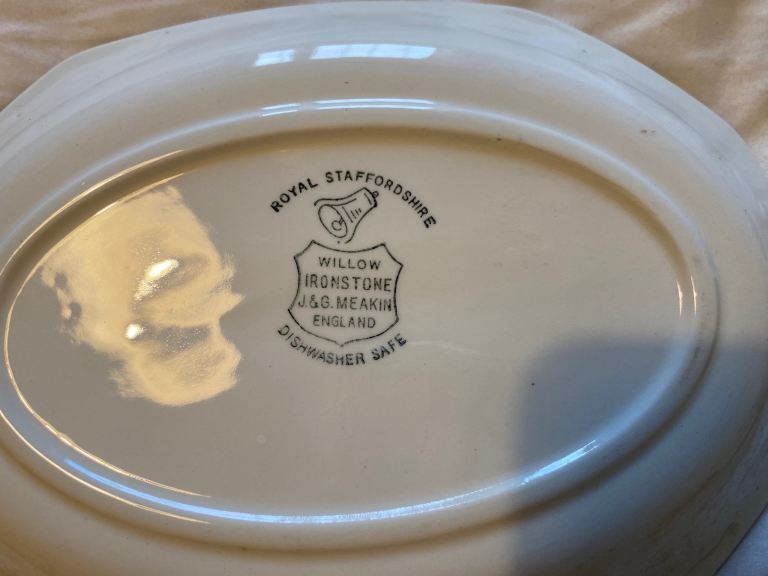 ROYAL STAFFORDSHIRE
WILLOW
IRONSTONE
J.&G. MEAKIN
ENGLAND
DISHWASHER SAFE